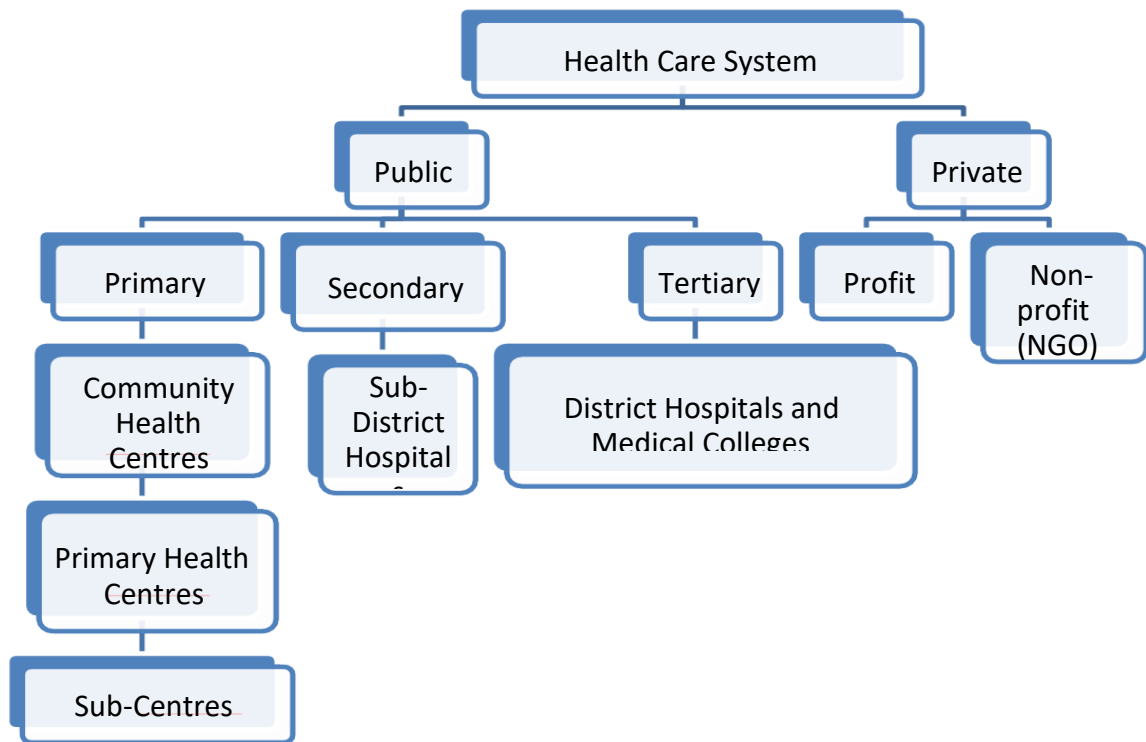 Health Care System
Public
Private
Primary
Secondary
Tertiary
Profit
Non-
profit
(NGO)
Community
Health
Centres
Sub-
District
Hospital
s
District Hospitals and
Medical Colleges
Primary Health
Centres
Sub-Centres